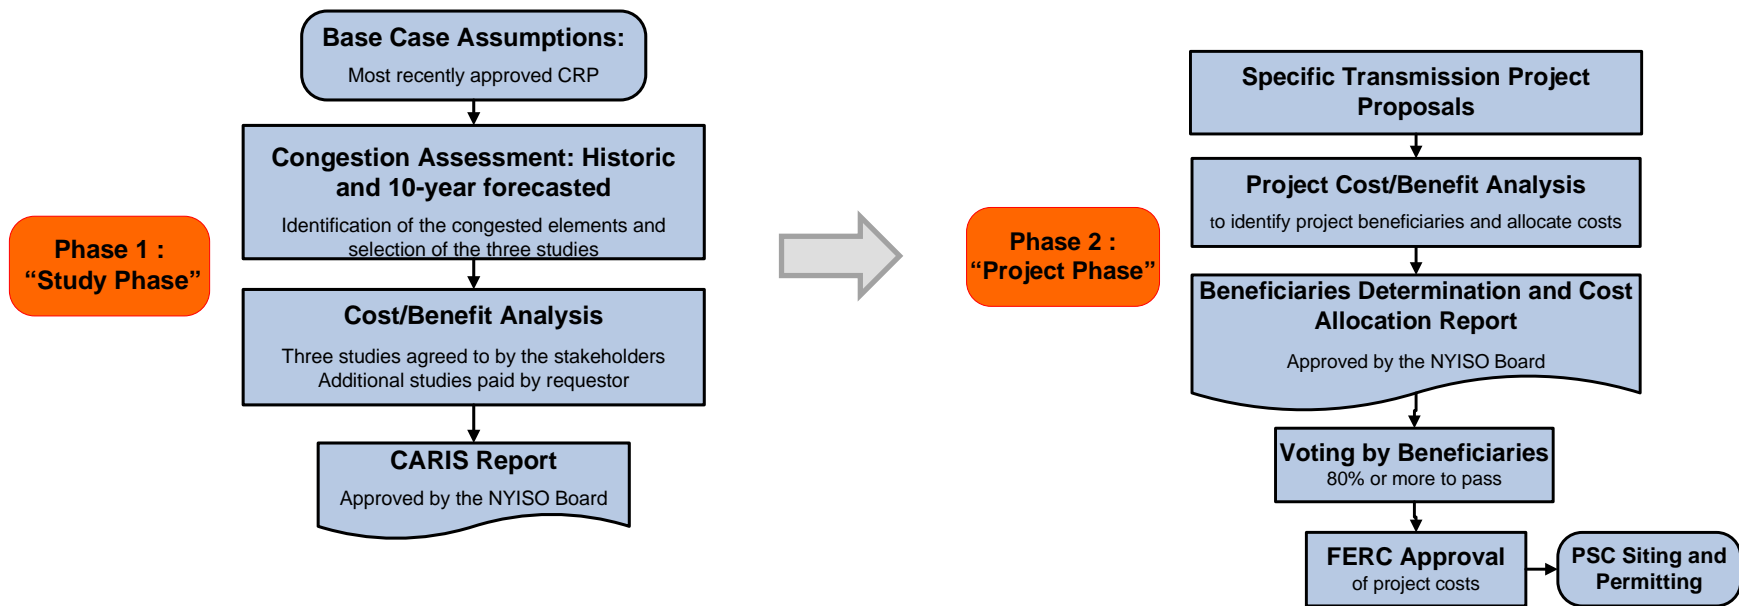 Base Case Assumptions:
Most recently approved CRP
Congestion Assessment: Historic
and 10-year forecasted
Identification of the congested elements and
selection of the three studies
Phase 1 :
“Study Phase”
Cost/Benefit Analysis
Three studies agreed to by the stakeholders
Additional studies paid by requestor
CARIS Report
Approved by the NYISO Board
Specific Transmission Project
Proposals
Project Cost/Benefit Analysis
to identify project beneficiaries and allocate costs
Phase 2 :
“Project Phase”
Beneficiaries Determination and Cost
Allocation Report
Approved by the NYISO Board
Voting by Beneficiaries
80% or more to pass
FERC Approval
of project costs
PSC Siting and
Permitting